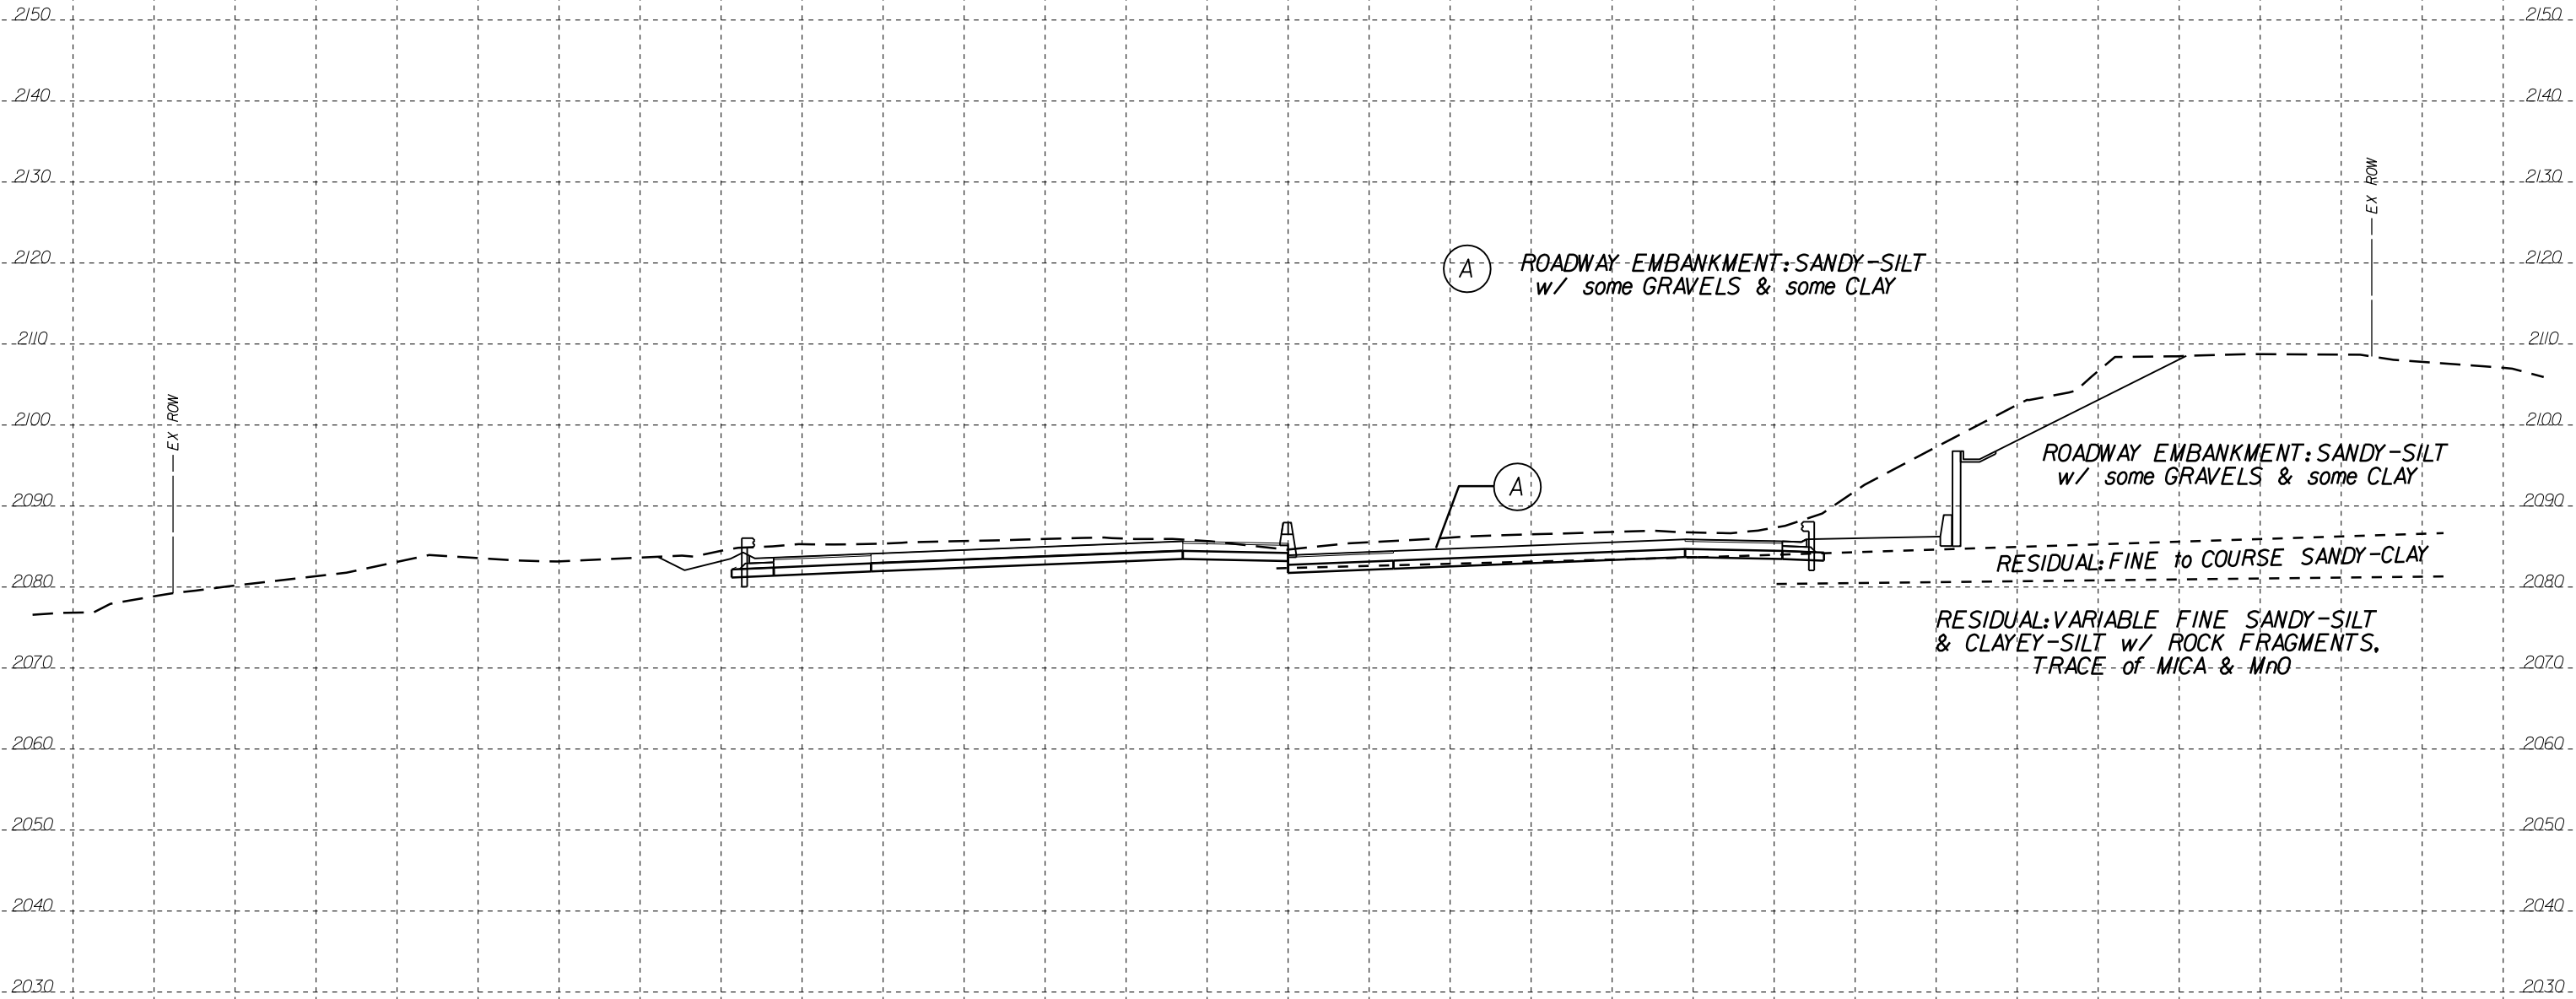 2150 2150
2140 2140
2130 2130
EX ROW
2120 2120
A ROADWAY EMBANKMENT: SANDY-SILT
w/ some GRAVELS & some CLAY
2110 2110
2100 2100
EX ROW
ROADWAY EMBANKMENT: SANDY-SILT
w/ some GRAVELS & some CLAY
A
2090 2090
RESIDUAL: FINE to COURSE SANDY-CLAY
2080 2080
RESIDUAL: VARIABLE FINE SANDY-SILT
& CLAYEY-SILT w/ ROCK FRAGMENTS,
TRACE of MICA & MnO
2070 2070
2060 2060
2050 2050
2040 2040
2030 2030